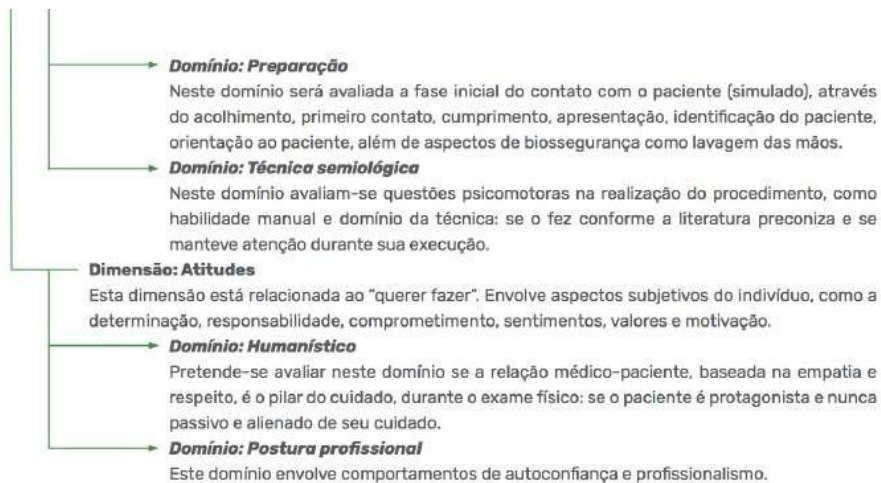 Domínio: Preparação
Neste domínio será avaliada a fase inicial do contato com o paciente (simulado), através
do acolhimento, primeiro contato, cumprimento, apresentação, identificação do paciente,
orientação ao paciente, além de aspectos de biossegurança como lavagem das mãos.
Domínio: Técnica semiológica
Neste domínio avaliam-se questões psicomotoras na realização do procedimento, como
habilidade manual e domínio da técnica: se o fez conforme a literatura preconiza e se
manteve atenção durante sua execução.
Dimensão: Atitudes
Esta dimensão está relacionada ao "querer fazer". Envolve aspectos subjetivos do indivíduo, como a
determinação, responsabilidade, comprometimento, sentimentos, valores e motivação.
Domínio: Humanístico
Pretende-se avaliar neste domínio se a relação médico-paciente, baseada na empatia e
respeito, é o pilar do cuidado, durante o exame físico: se o paciente é protagonista e nunca
passivo e alienado de seu cuidado.
Domínio: Postura profissional
Este domínio envolve comportamentos de autoconfiança e profissionalismo.